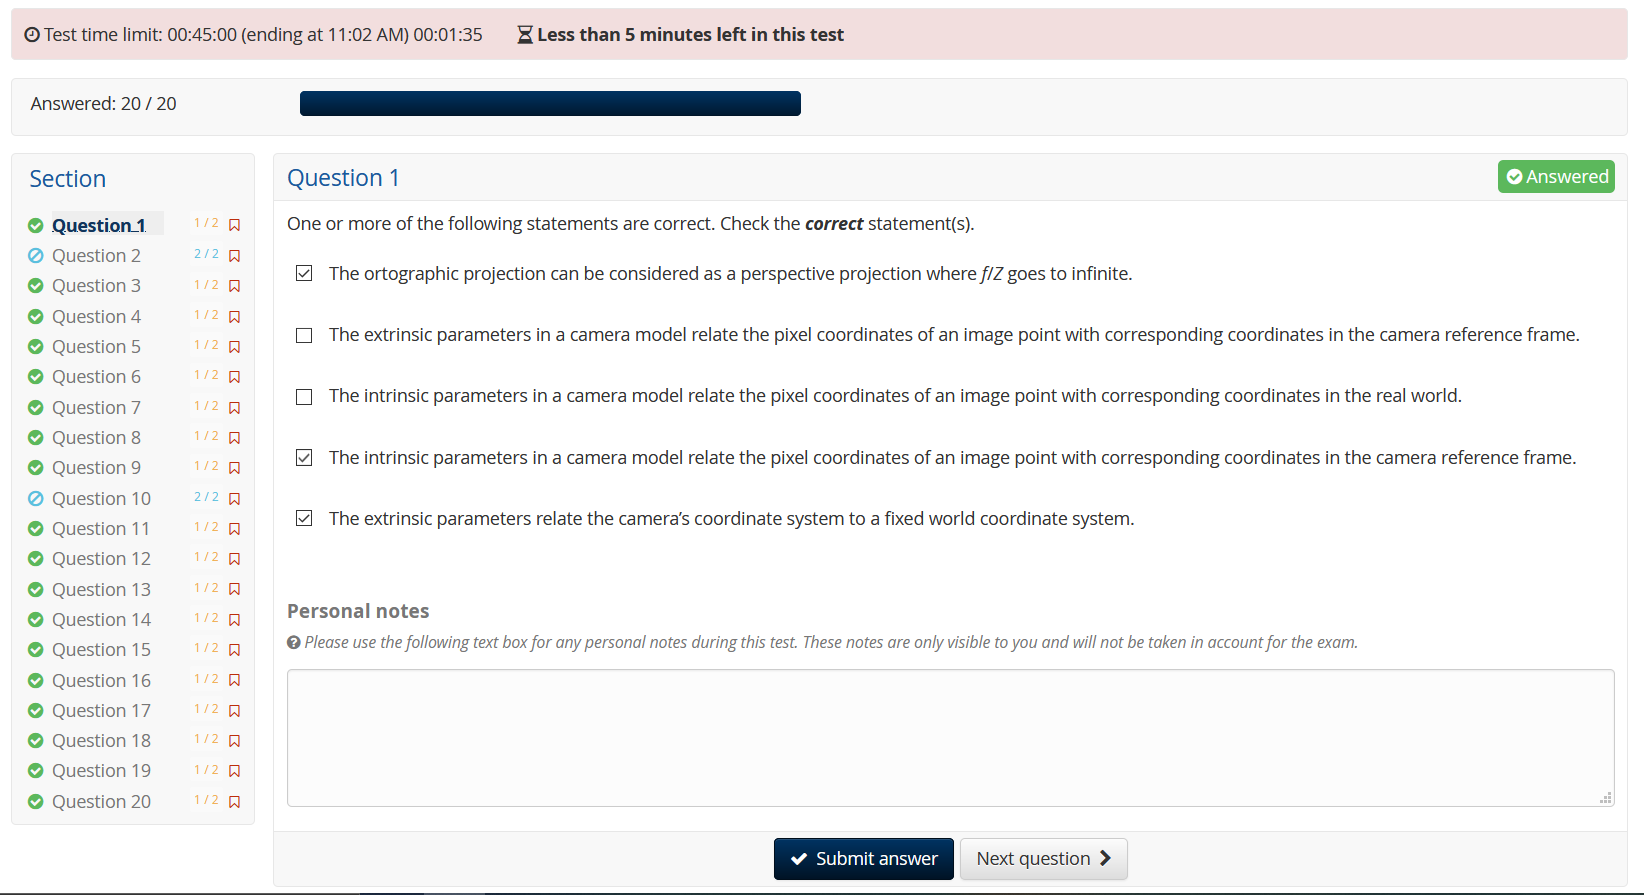 Test time limit: 00:45:00 (ending at 11:02 AM) 00:01:35 Less than 5 minutes left in this test
Answered: 20 / 20
Section
Question 1 1 / 2
Question 2 2 / 2
Question 3 1 / 2
Question 4 1 / 2
Question 5 1 / 2
Question 6 1 / 2
Question 7 1 / 2
Question 8 1 / 2
Question 9 1 / 2
Question 10 2 / 2
Question 11 1 / 2
Question 12 1 / 2
Question 13 1 / 2
Question 14 1 / 2
Question 15 1 / 2
Question 16 1 / 2
Question 17 1 / 2
Question 18 1 / 2
Question 19 1 / 2
Question 20 1 / 2
Question 1
Answered
One or more of the following statements are correct. Check the correct statement(s).
The ortographic projection can be considered as a perspective projection where f/Z goes to infinite.
The extrinsic parameters in a camera model relate the pixel coordinates of an image point with corresponding coordinates in the camera reference frame.
The intrinsic parameters in a camera model relate the pixel coordinates of an image point with corresponding coordinates in the real world.
The intrinsic parameters in a camera model relate the pixel coordinates of an image point with corresponding coordinates in the camera reference frame.
The extrinsic parameters relate the camera’s coordinate system to a fixed world coordinate system.
Personal notes
Please use the following text box for any personal notes during this test. These notes are only visible to you and will not be taken in account for the exam.
Submit answer
Next question